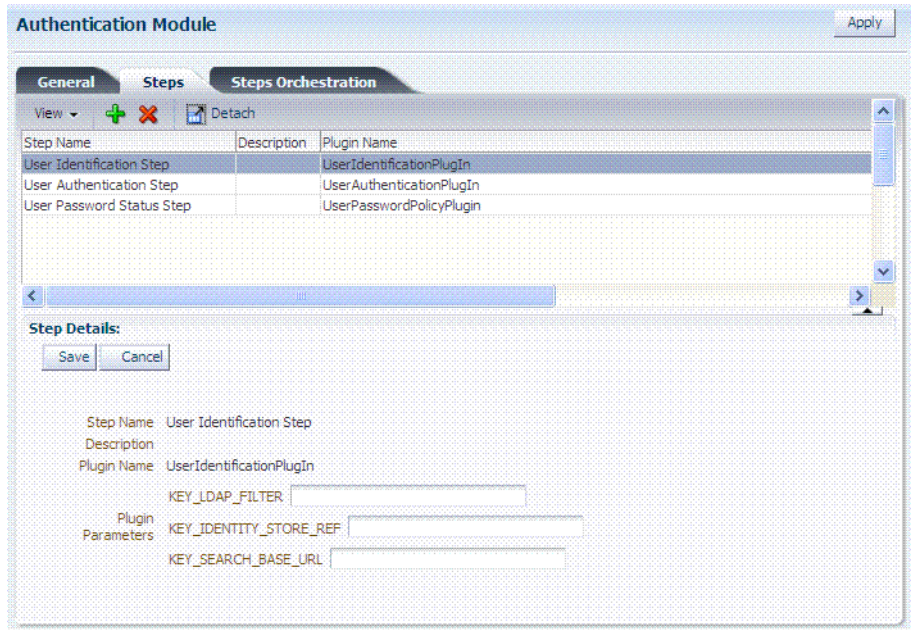 Authentication Module
Apply
General Steps Steps Orchestration
View Detach
Step Name Description Plugin Name
User Identification Step UserIdentificationPlugIn
User Authentication Step UserAuthenticationPlugIn
User Password Status Step UserPasswordPolicyPlugin
Step Details:
Save Cancel
Step Name User Identification Step
Description
Plugin Name UserIdentificationPlugIn
Plugin Parameters
KEY_LDAP_FILTER
KEY_IDENTITY_STORE_REF
KEY_SEARCH_BASE_URL